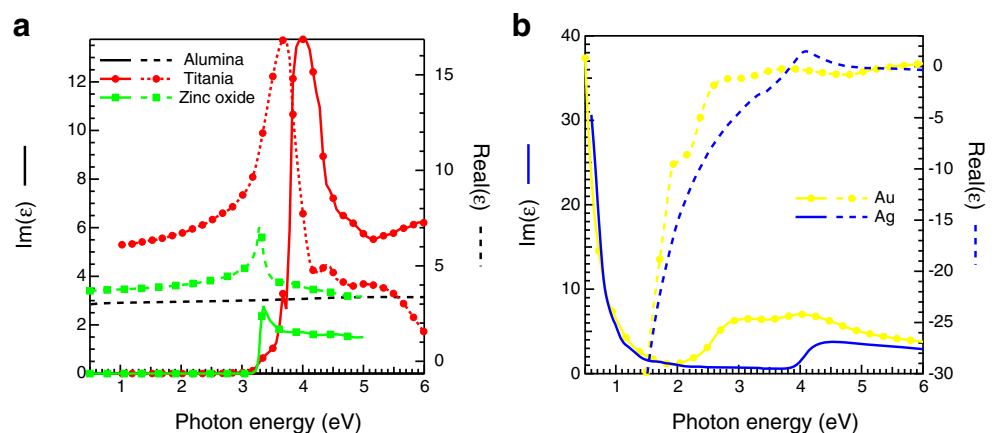 a
Alumina
Titania
Zinc oxide
Im(ε)
12
10
8
6
4
2
0
15
10
5
0
Real(ε)
1
2
3
4
5
6
Photon energy (eV)
b
Au
Ag
Im(ε)
40
30
20
10
0
0
-5
-10
-15
-20
-25
-30
Real(ε)
1
2
3
4
5
6
Photon energy (eV)